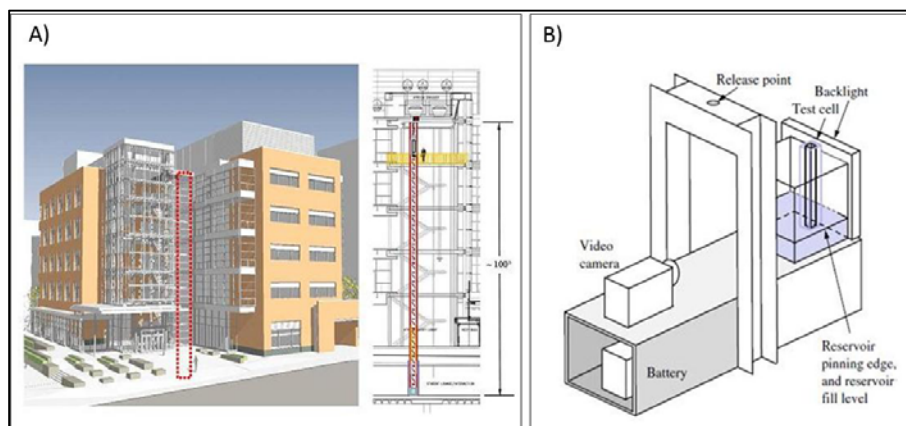 A)
~100'
B)
Release point
Backlight
Test cell
Video
camera
Battery
Reservoir
pinning edge,
and reservoir
fill level